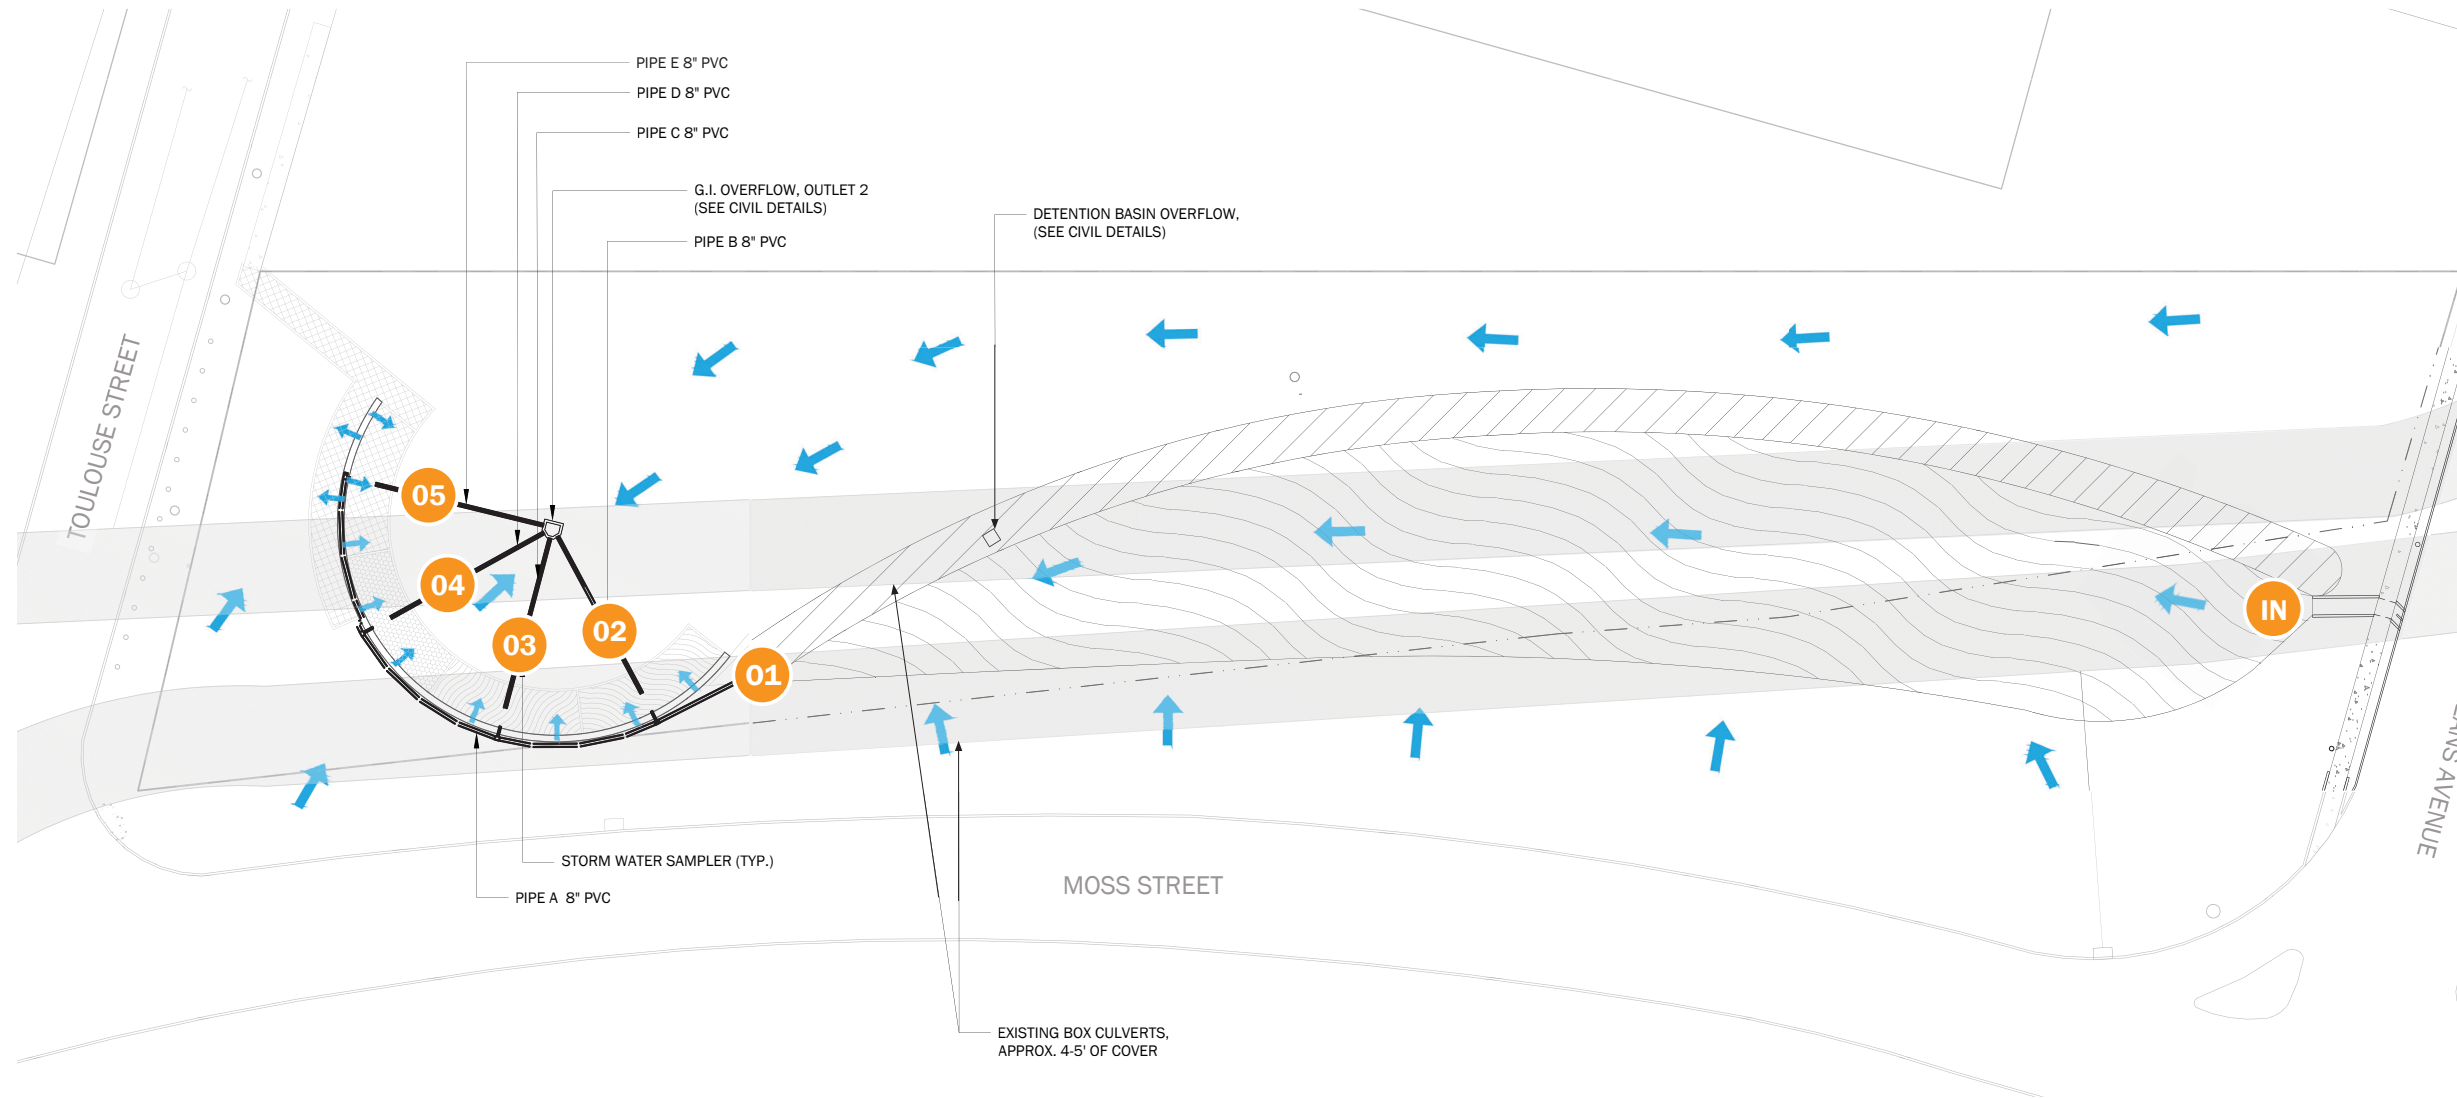 PIPE E 8" PVC
PIPE D 8" PVC
PIPE C 8" PVC
G.I. OVERFLOW, OUTLET 2
(SEE CIVIL DETAILS)
PIPE B 8" PVC
DETENTION BASIN OVERFLOW,
(SEE CIVIL DETAILS)
TOULOUSE STREET
05
04
03
02
01
IN
AVENUE
STORM WATER SAMPLER (TYP.)
PIPE A 8" PVC
MOSS STREET
EXISTING BOX CULVERTS,
APPROX. 4-5' OF COVER